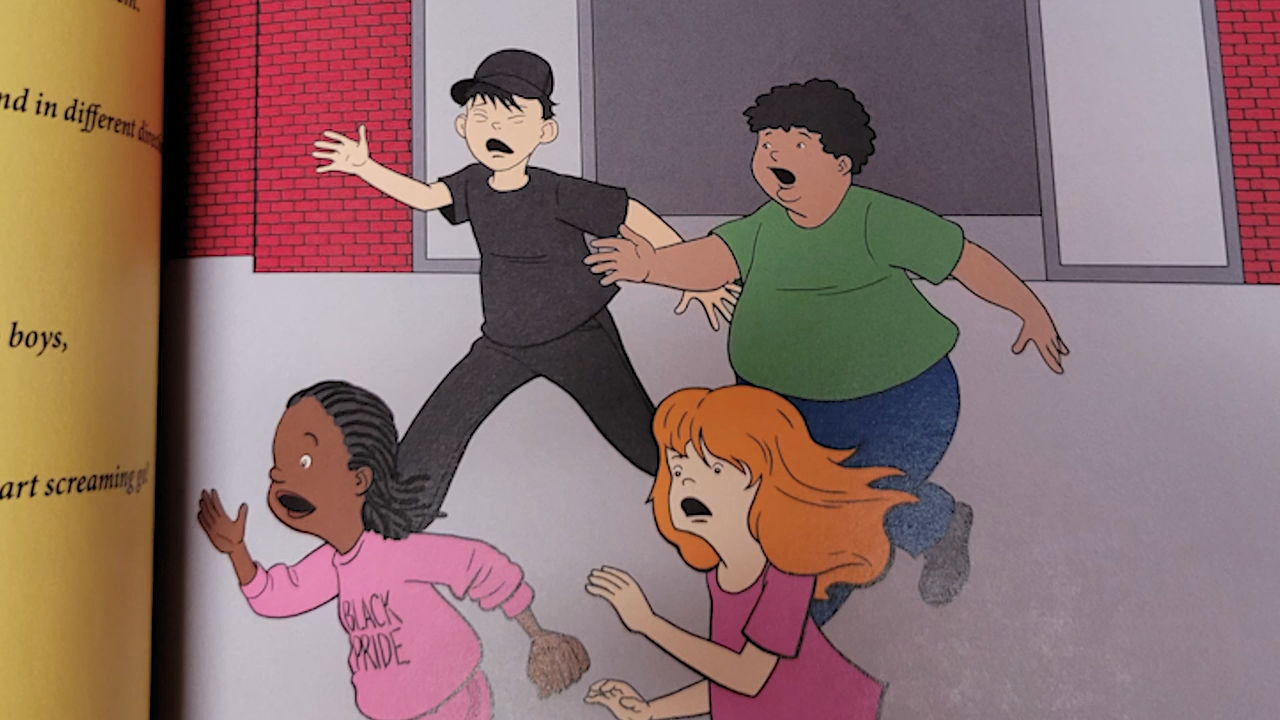 nd in different
boys,
art screaming
BLACK
PRIDE